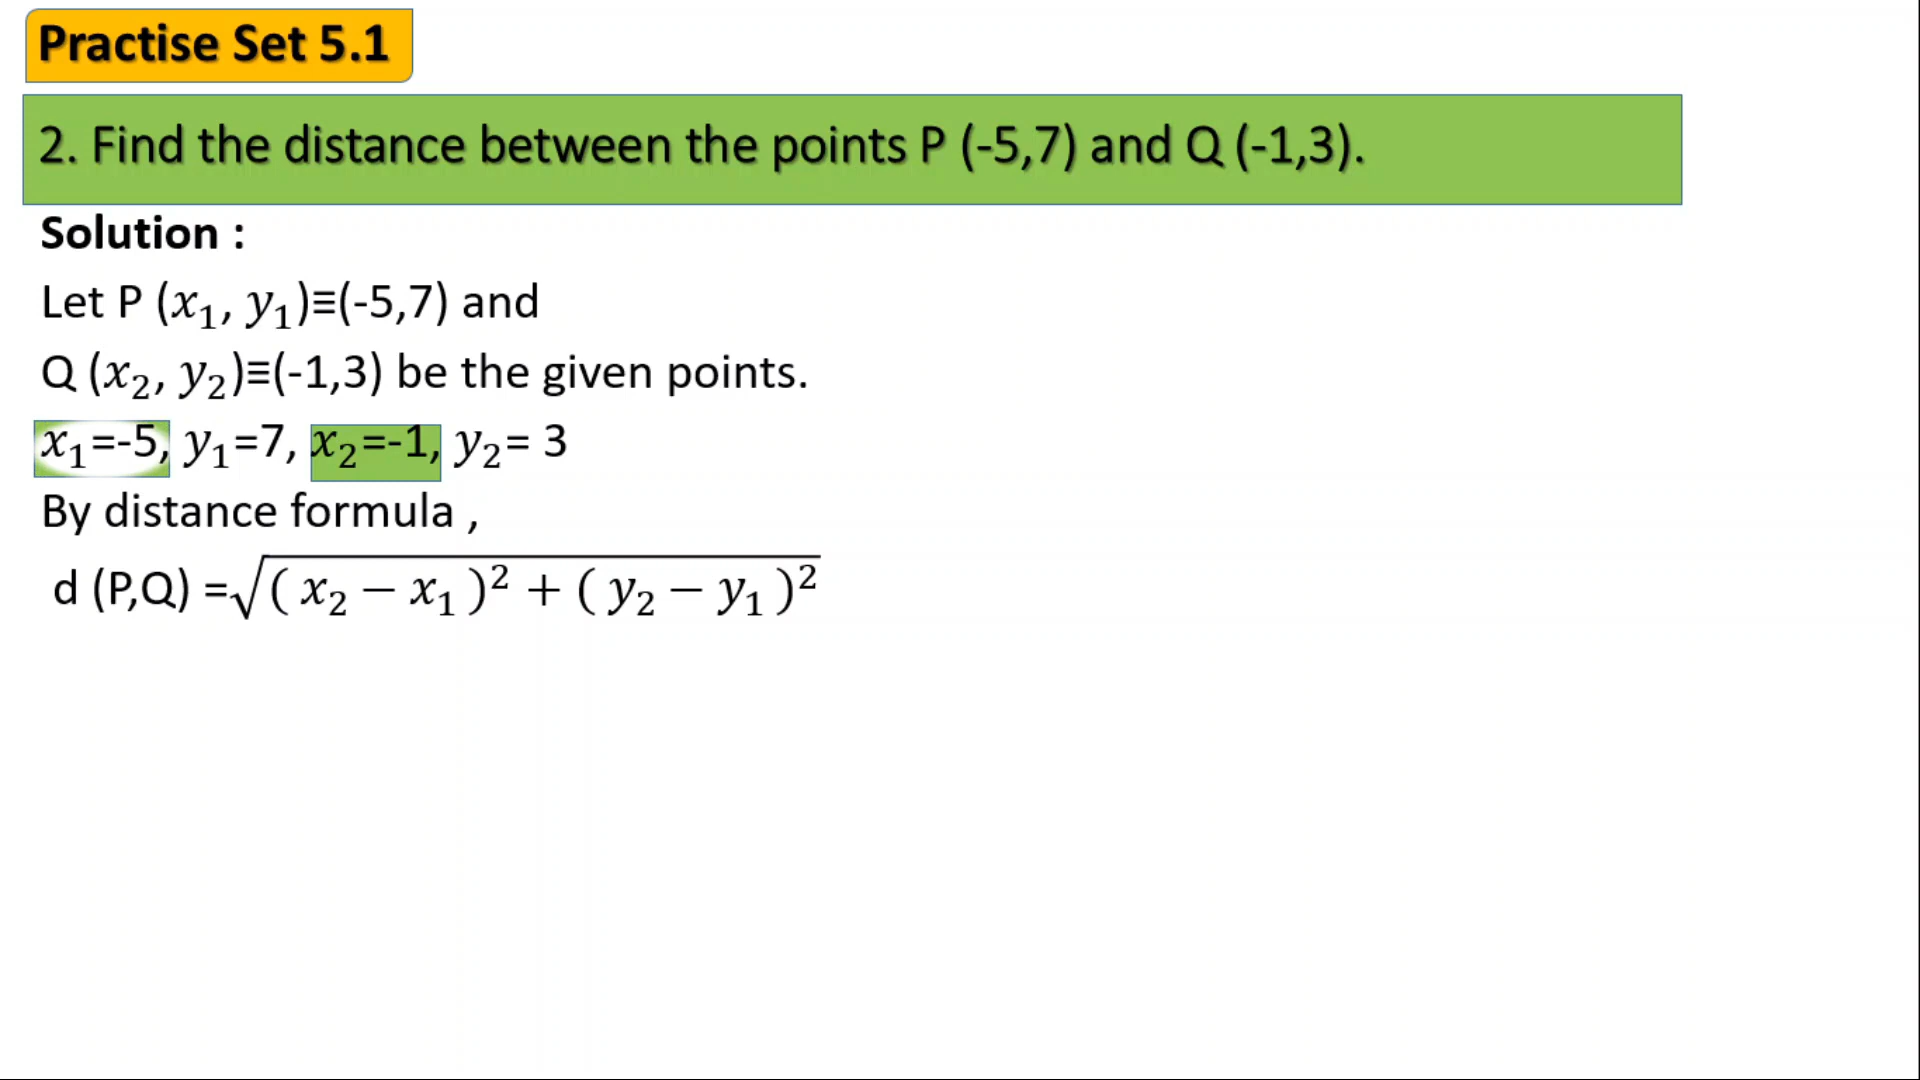 Practise Set 5.1
2. Find the distance between the points P (-5,7) and Q (-1,3).
Solution :
Let P (x₁, y₁)≡(-5,7) and
Q (x₂, y₂)≡(-1,3) be the given points.
x₁=-5, y₁=7, x₂=-1, y₂= 3
By distance formula ,
d (P,Q) =√( x₂ − x₁ )² + ( y₂ − y₁ )²